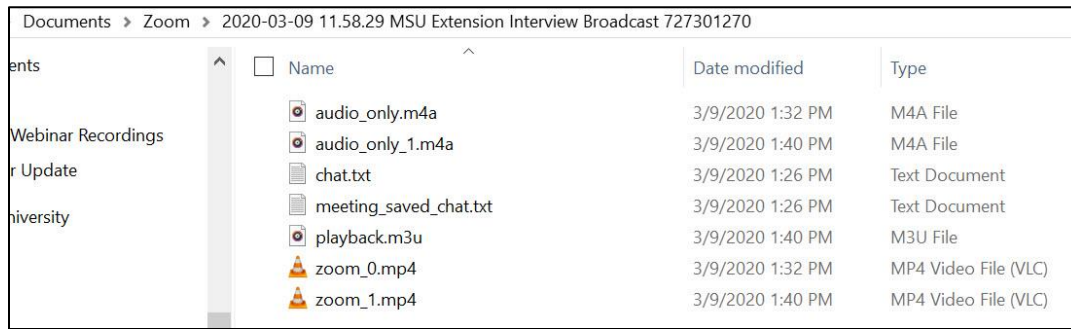 Documents > Zoom > 2020-03-09 11.58.29 MSU Extension Interview Broadcast 727301270
ents
Webinar Recordings
r Update
niversity
Name Date modified Type
audio_only.m4a 3/9/2020 1:32 PM M4A File
audio_only_1.m4a 3/9/2020 1:40 PM M4A File
chat.txt 3/9/2020 1:26 PM Text Document
meeting_saved_chat.txt 3/9/2020 1:26 PM Text Document
playback.m3u 3/9/2020 1:40 PM M3U File
zoom_0.mp4 3/9/2020 1:32 PM MP4 Video File (VLC)
zoom_1.mp4 3/9/2020 1:40 PM MP4 Video File (VLC)